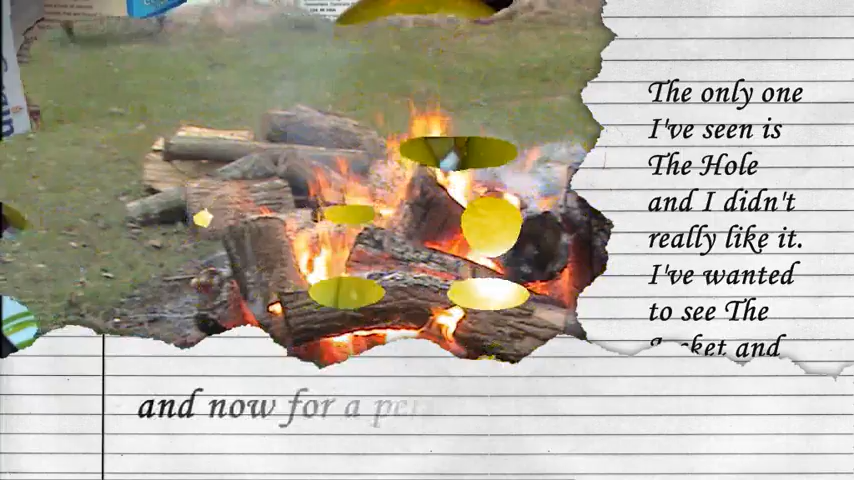 The only one
I've seen is
The Hole
and I didn't
really like it.
I've wanted
to see The
and
and now for a